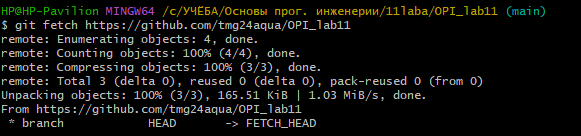 HP@HP-Pavilion MINGW64 /c/УЧЁБА/Основы прог. инженерии/11laba/OPI_lab11 (main)
$ git fetch https://github.com/tmg24aqua/OPI_lab11
remote: Enumerating objects: 4, done.
remote: Counting objects: 100% (4/4), done.
remote: Compressing objects: 100% (3/3), done.
remote: Total 3 (delta 0), reused 0 (delta 0), pack-reused 0 (from 0)
Unpacking objects: 100% (3/3), 165.51 KiB | 1.03 MiB/s, done.
From https://github.com/tmg24aqua/OPI_lab11
 * branch            HEAD       -> FETCH_HEAD